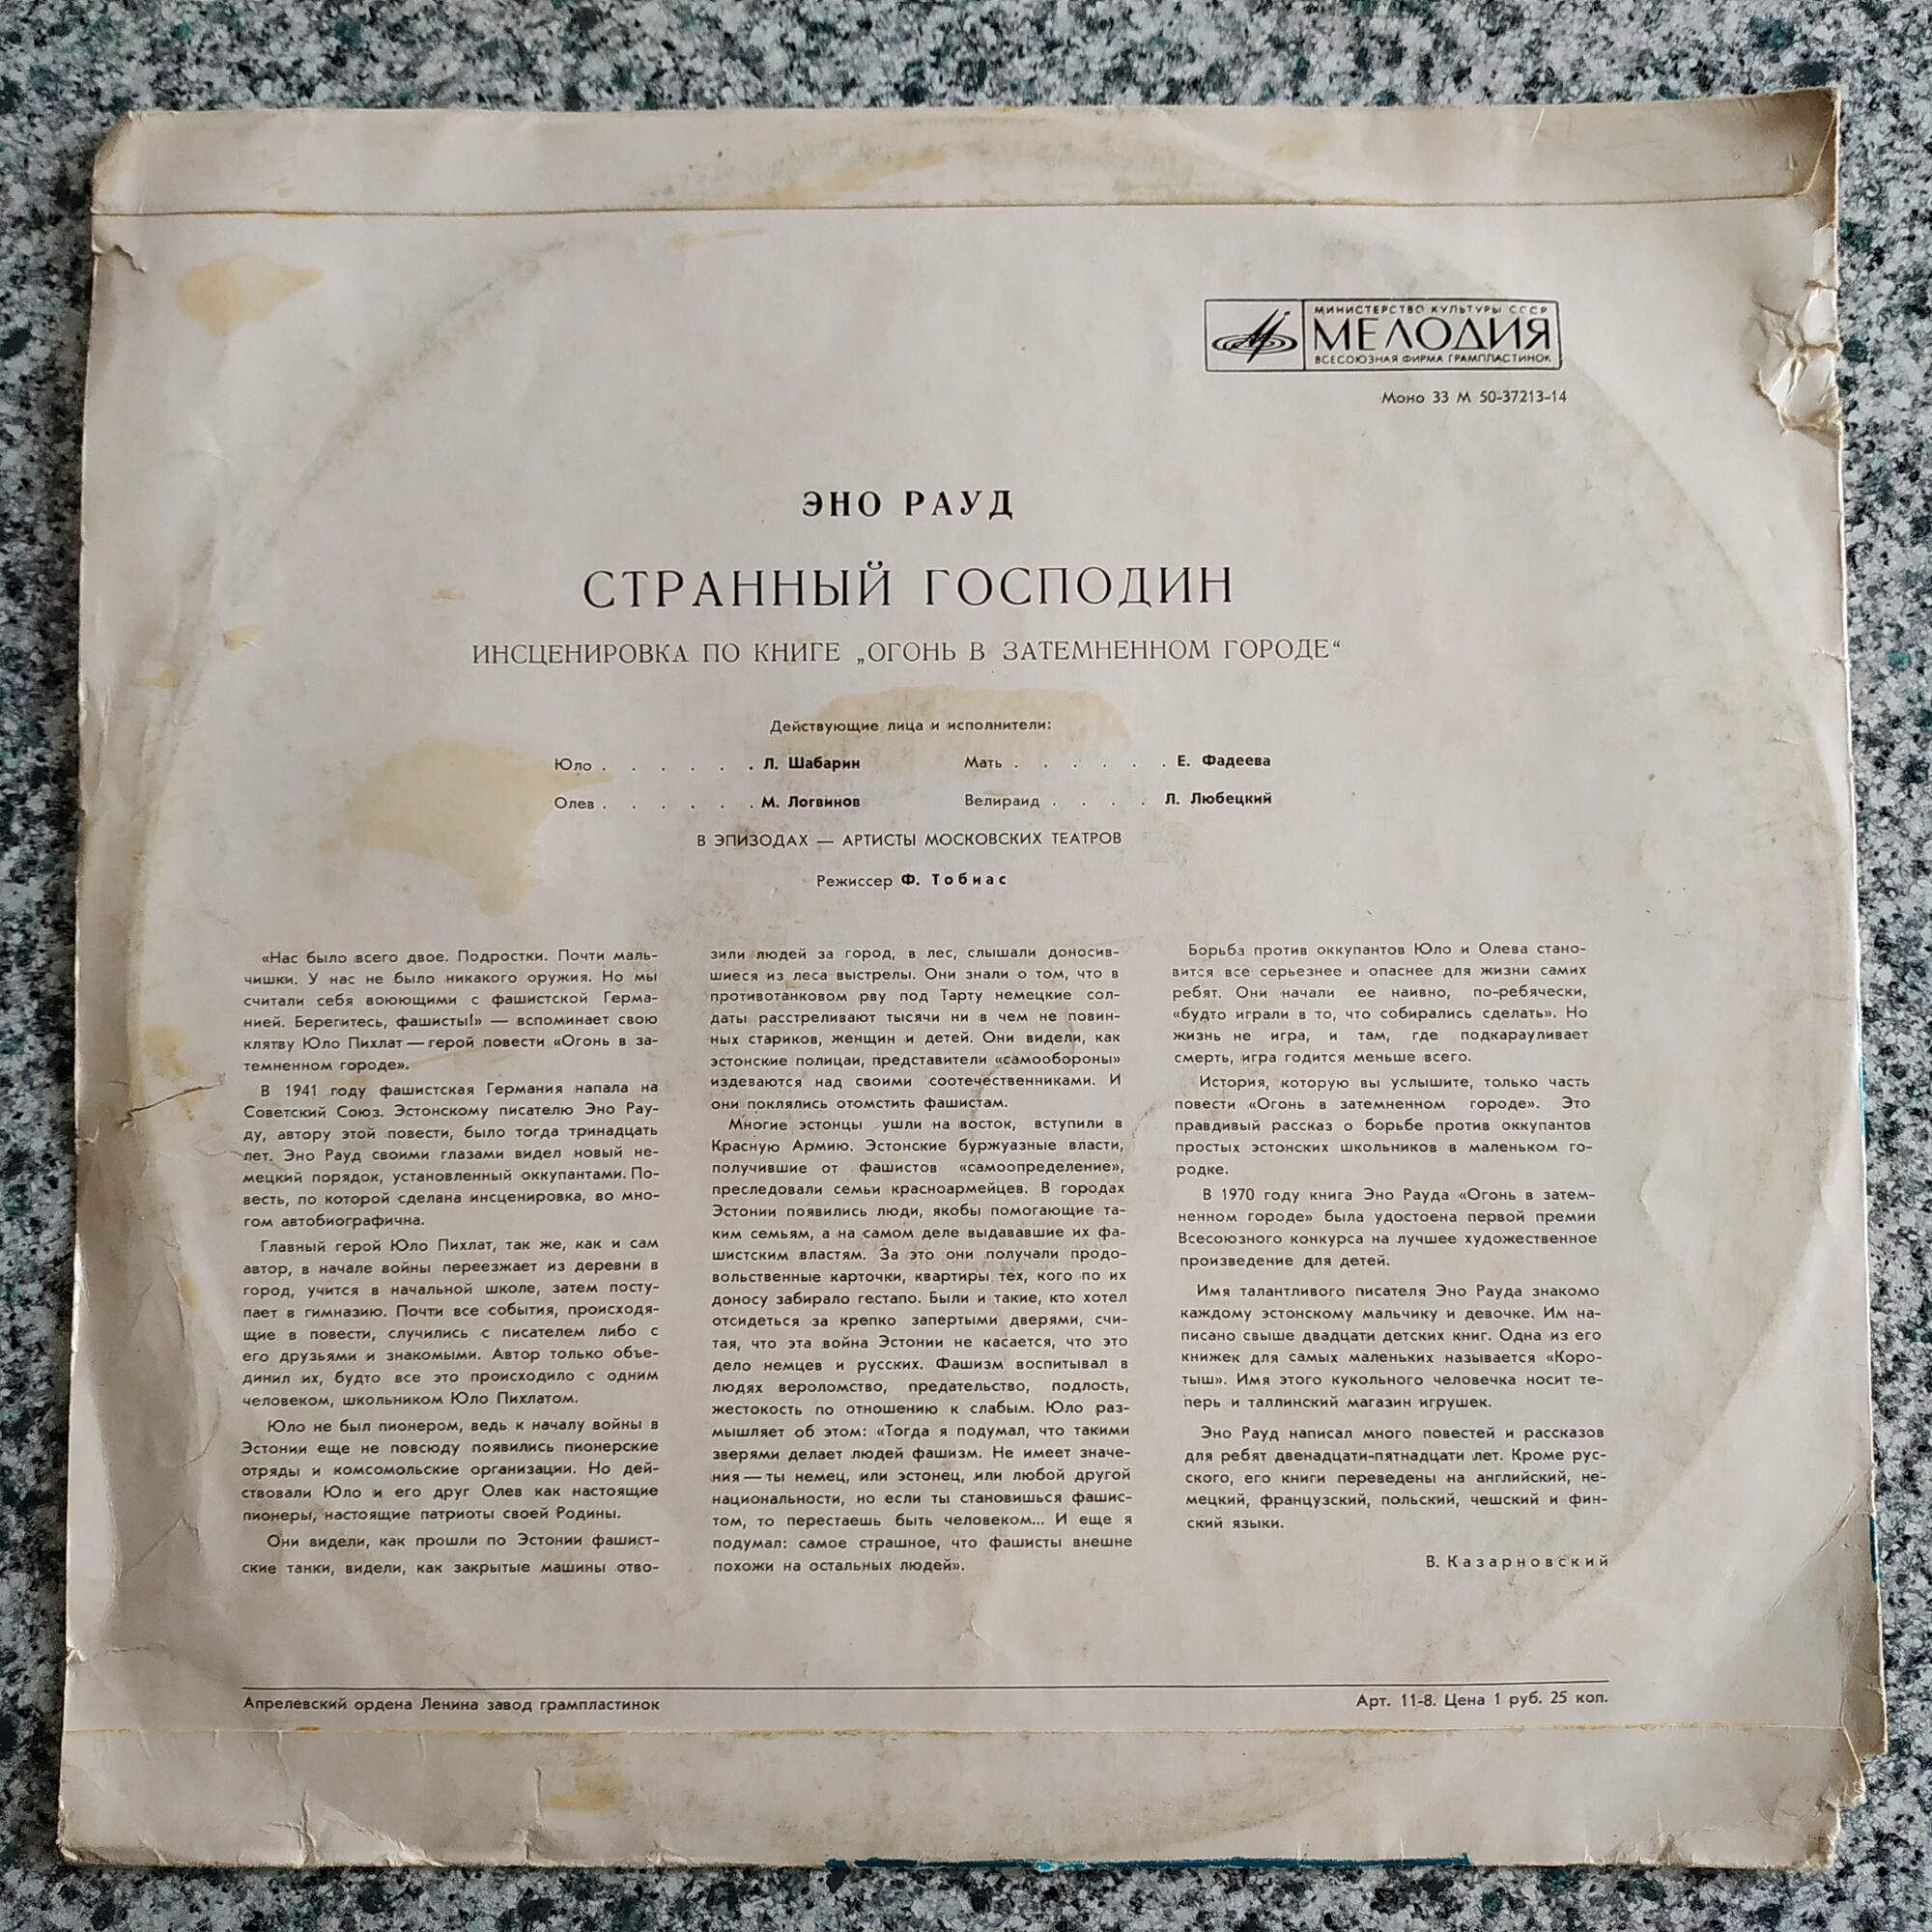 МИНИСТЕРСТВО КУЛЬТУРЫ СССР
МЕЛОДИЯ
ВСЕСОЮЗНАЯ ФИРМА ГРАМПЛАСТИНОК
Моно 33 М 50-37213-14
ЭНО РАУД
СТРАННЫЙ ГОСПОДИН
ИНСЦЕНИРОВКА ПО КНИГЕ „ОГОНЬ В ЗАТЕМНЕННОМ ГОРОДЕ“
Действующие лица и исполнители:
Юло . . . . . . Л. Шабарин Мать . . . . . . Е. Фадеева
Олев . . . . . . М. Логвинов Велираид . . . . Л. Любецкий
В ЭПИЗОДАХ — АРТИСТЫ МОСКОВСКИХ ТЕАТРОВ
Режиссер Ф. Тобиас
«Нас было всего двое. Подростки. Почти маль-
чишки. У нас не было никакого оружия. Но мы
считали себя воюющими с фашистской Герма-
нией. Берегитесь, фашисты!» — вспоминает свою
клятву Юло Пихлат — герой повести «Огонь в за-
темненном городе».
В 1941 году фашистская Германия напала на
Советский Союз. Эстонскому писателю Эно Рау-
ду, автору этой повести, было тогда тринадцать
лет. Эно Рауд своими глазами видел новый не-
мецкий порядок, установленный оккупантами. По-
весть, по которой сделана инсценировка, во мно-
гом автобиографична.
Главный герой Юло Пихлат, так же, как и сам
автор, в начале войны переезжает из деревни в
город, учится в начальной школе, затем посту-
пает в гимназию. Почти все события, происходя-
щие в повести, случились с писателем либо с
его друзьями и знакомыми. Автор только объе-
динил их, будто все это происходило с одним
человеком, школьником Юло Пихлатом.
Юло не был пионером, ведь к началу войны в
Эстонии еще не повсюду появились пионерские
отряды и комсомольские организации. Но дей-
ствовали Юло и его друг Олев как настоящие
пионеры, настоящие патриоты своей Родины.
Они видели, как прошли по Эстонии фашист-
ские танки, видели, как закрытые машины отво-
зили людей за город, в лес, слышали доносив-
шиеся из леса выстрелы. Они знали о том, что в
противотанковом рву под Тарту немецкие сол-
даты расстреливают тысячи ни в чем не повин-
ных стариков, женщин и детей. Они видели, как
эстонские полицаи, представители «самообороны»
издеваются над своими соотечественниками. И
они поклялись отомстить фашистам.
Многие эстонцы ушли на восток, вступили в
Красную Армию. Эстонские буржуазные власти,
получившие от фашистов «самоопределение»,
преследовали семьи красноармейцев. В городах
Эстонии появились люди, якобы помогающие та-
ким семьям, а на самом деле выдававшие их фа-
шистским властям. За это они получали продо-
вольственные карточки, квартиры тех, кого по их
доносу забирало гестапо. Были и такие, кто хотел
отсидеться за крепко запертыми дверями, счи-
тая, что эта война Эстонии не касается, что это
дело немцев и русских. Фашизм воспитывал в
людях вероломство, предательство, подлость,
жестокость по отношению к слабым. Юло раз-
мышляет об этом: «Тогда я подумал, что такими
зверями делает людей фашизм. Не имеет значе-
ния — ты немец, или эстонец, или любой другой
национальности, но если ты становишься фашис-
том, то перестаешь быть человеком... И еще я
подумал: самое страшное, что фашисты внешне
похожи на остальных людей».
Борьба против оккупантов Юло и Олева стано-
вится все серьезнее и опаснее для жизни самих
ребят. Они начали ее наивно, по-ребячески,
«будто играли в то, что собирались сделать». Но
жизнь не игра, и там, где подкарауливает
смерть, игра годится меньше всего.
История, которую вы услышите, только часть
повести «Огонь в затемненном городе». Это
правдивый рассказ о борьбе против оккупантов
простых эстонских школьников в маленьком го-
родке.
В 1970 году книга Эно Рауда «Огонь в затем-
ненном городе» была удостоена первой премии
Всесоюзного конкурса на лучшее художественное
произведение для детей.
Имя талантливого писателя Эно Рауда знакомо
каждому эстонскому мальчику и девочке. Им на-
писано свыше двадцати детских книг. Одна из его
книжек для самых маленьких называется «Коро-
тыш». Имя этого кукольного человечка носит те-
перь и таллинский магазин игрушек.
Эно Рауд написал много повестей и рассказов
для ребят двенадцати-пятнадцати лет. Кроме рус-
ского, его книги переведены на английский, не-
мецкий, французский, польский, чешский и фин-
ский языки.
В. Казарновский
Апрелевский ордена Ленина завод грампластинок
Арт. 11-8. Цена 1 руб. 25 коп.